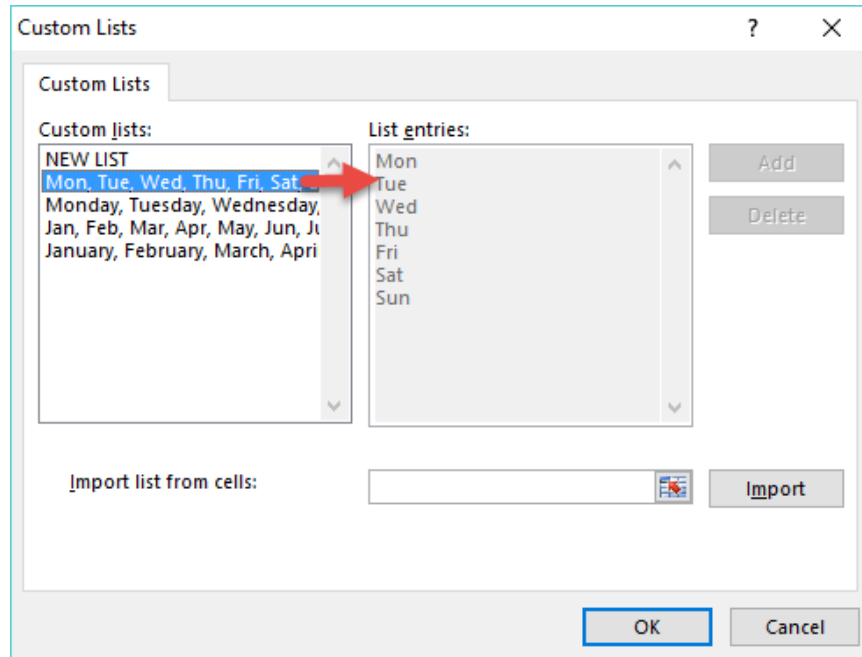 Custom Lists
?
Custom Lists
Custom lists:
NEW LIST
Mon, Tue, Wed, Thu, Fri, Sat,
Monday, Tuesday, Wednesday,
Jan, Feb, Mar, Apr, May, Jun,
January, February, March, Apri
List entries:
Mon
Tue
Wed
Thu
Fri
Sat
Sun
Add
Delete
Import list from cells:
Import
OK
Cancel